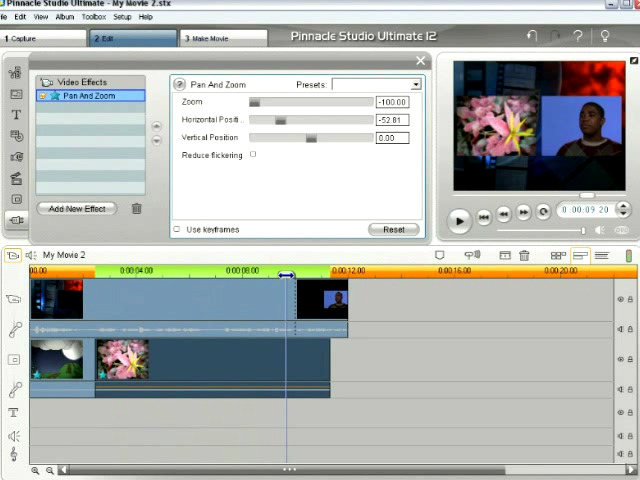 Pinnacle Studio Ultimate - My Movie 2.stx
Edit View Album Toolbox Setup Help
1 Capture
2 Edit
3 Make Movie
Pinnacle Studio Ultimate 12
Video Effects
Pan And Zoom
Add New Effect
Pan And Zoom
Presets:
Zoom -100.00
Horizontal Positi.. -52.81
Vertical Position 0.00
Reduce flickering
Use keyframes
Reset
0:00:09.20
My Movie 2
00.00 0:00:04.00 0:00:08.00 0:00:12.00 0:00:16.00 0:00:20.00